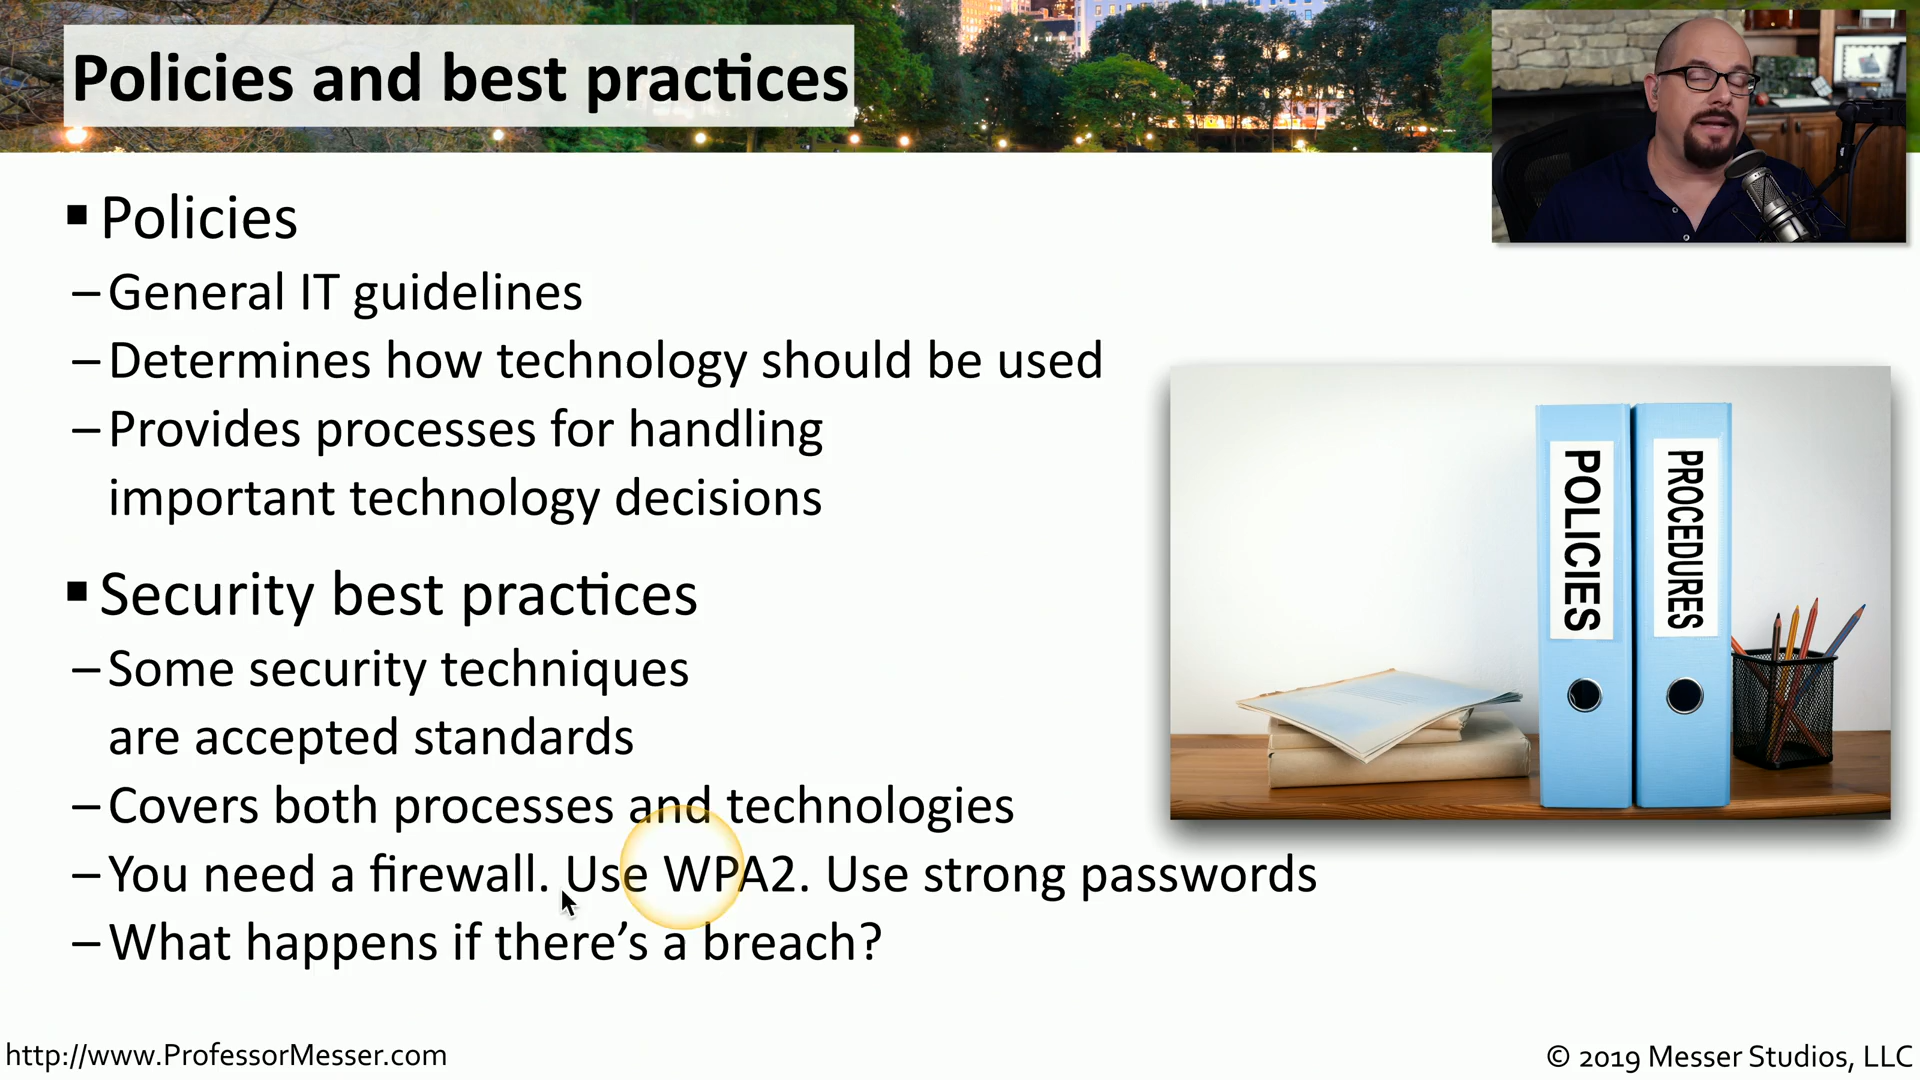 Policies and best practices
▪ Policies
– General IT guidelines
– Determines how technology should be used
– Provides processes for handling
important technology decisions
▪ Security best practices
– Some security techniques
are accepted standards
– Covers both processes and technologies
– You need a firewall. Use WPA2. Use strong passwords
– What happens if there’s a breach?
POLICIES
PROCEDURES
http://www.ProfessorMesser.com
© 2019 Messer Studios, LLC